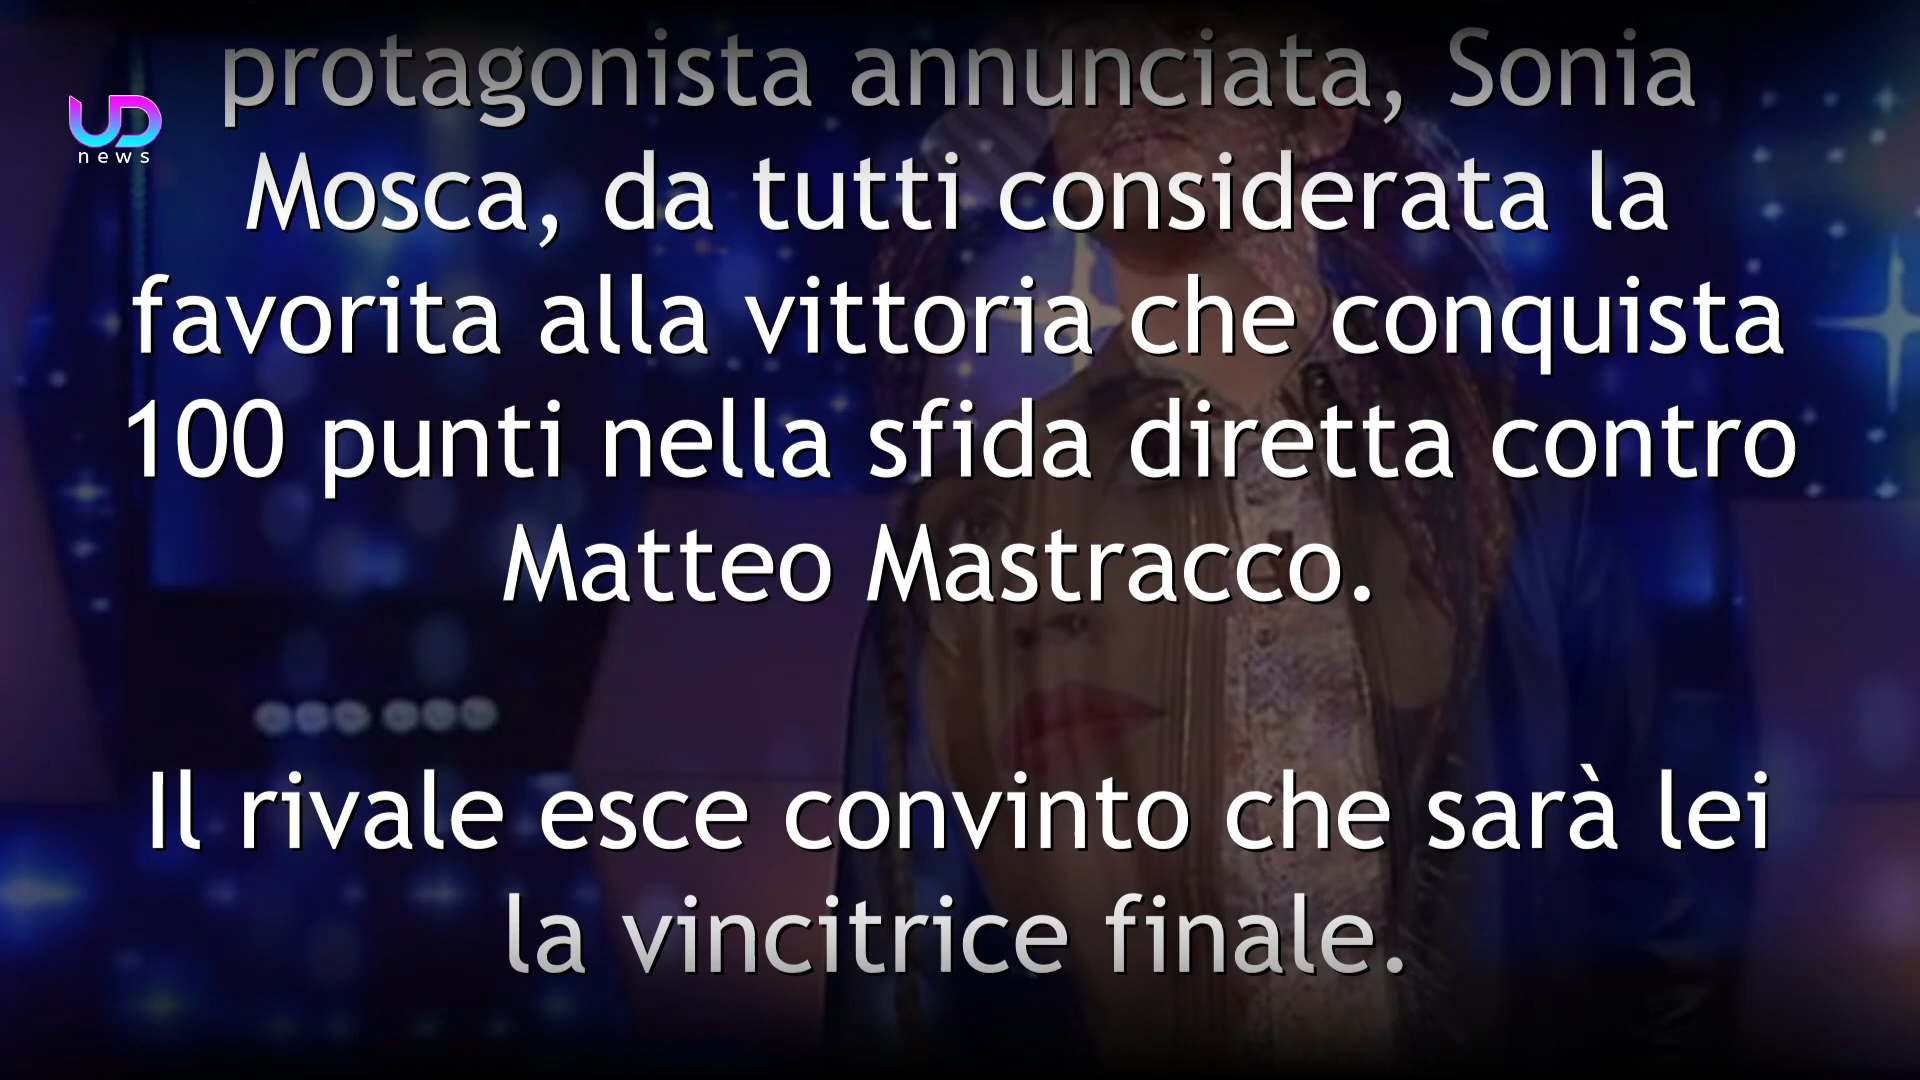 protagonista annunciata, Sonia
UD
news
Mosca, da tutti considerata la
favorita alla vittoria che conquista
100 punti nella sfida diretta contro
Matteo Mastracco.
Il rivale esce convinto che sarà lei
la vincitrice finale.